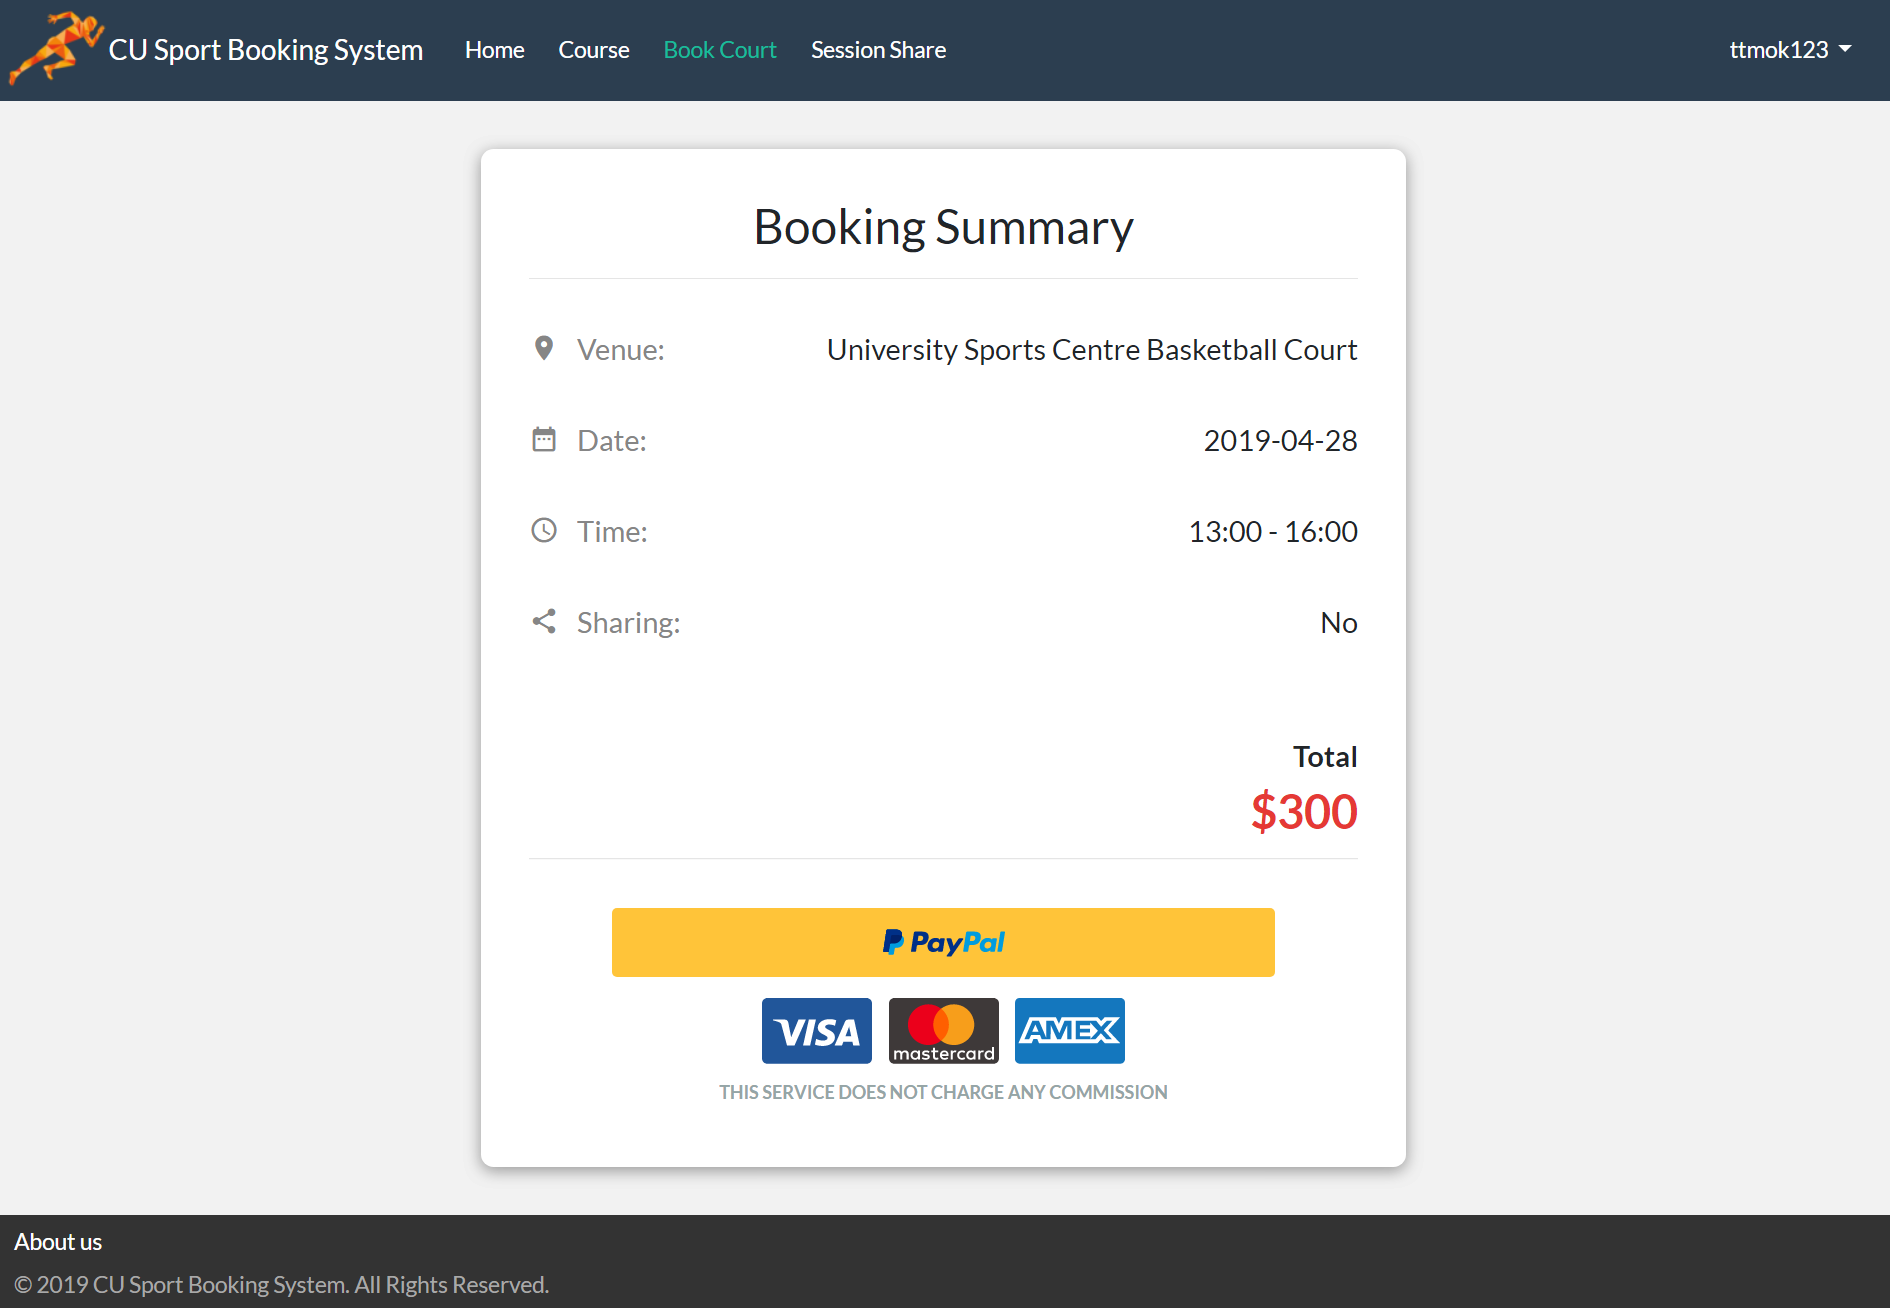 CU Sport Booking System Home Course Book Court Session Share ttmok123
Booking Summary
Venue: University Sports Centre Basketball Court
Date: 2019-04-28
Time: 13:00 - 16:00
Sharing: No
Total
$300
PayPal
VISA mastercard AMEX
THIS SERVICE DOES NOT CHARGE ANY COMMISSION
About us
© 2019 CU Sport Booking System. All Rights Reserved.